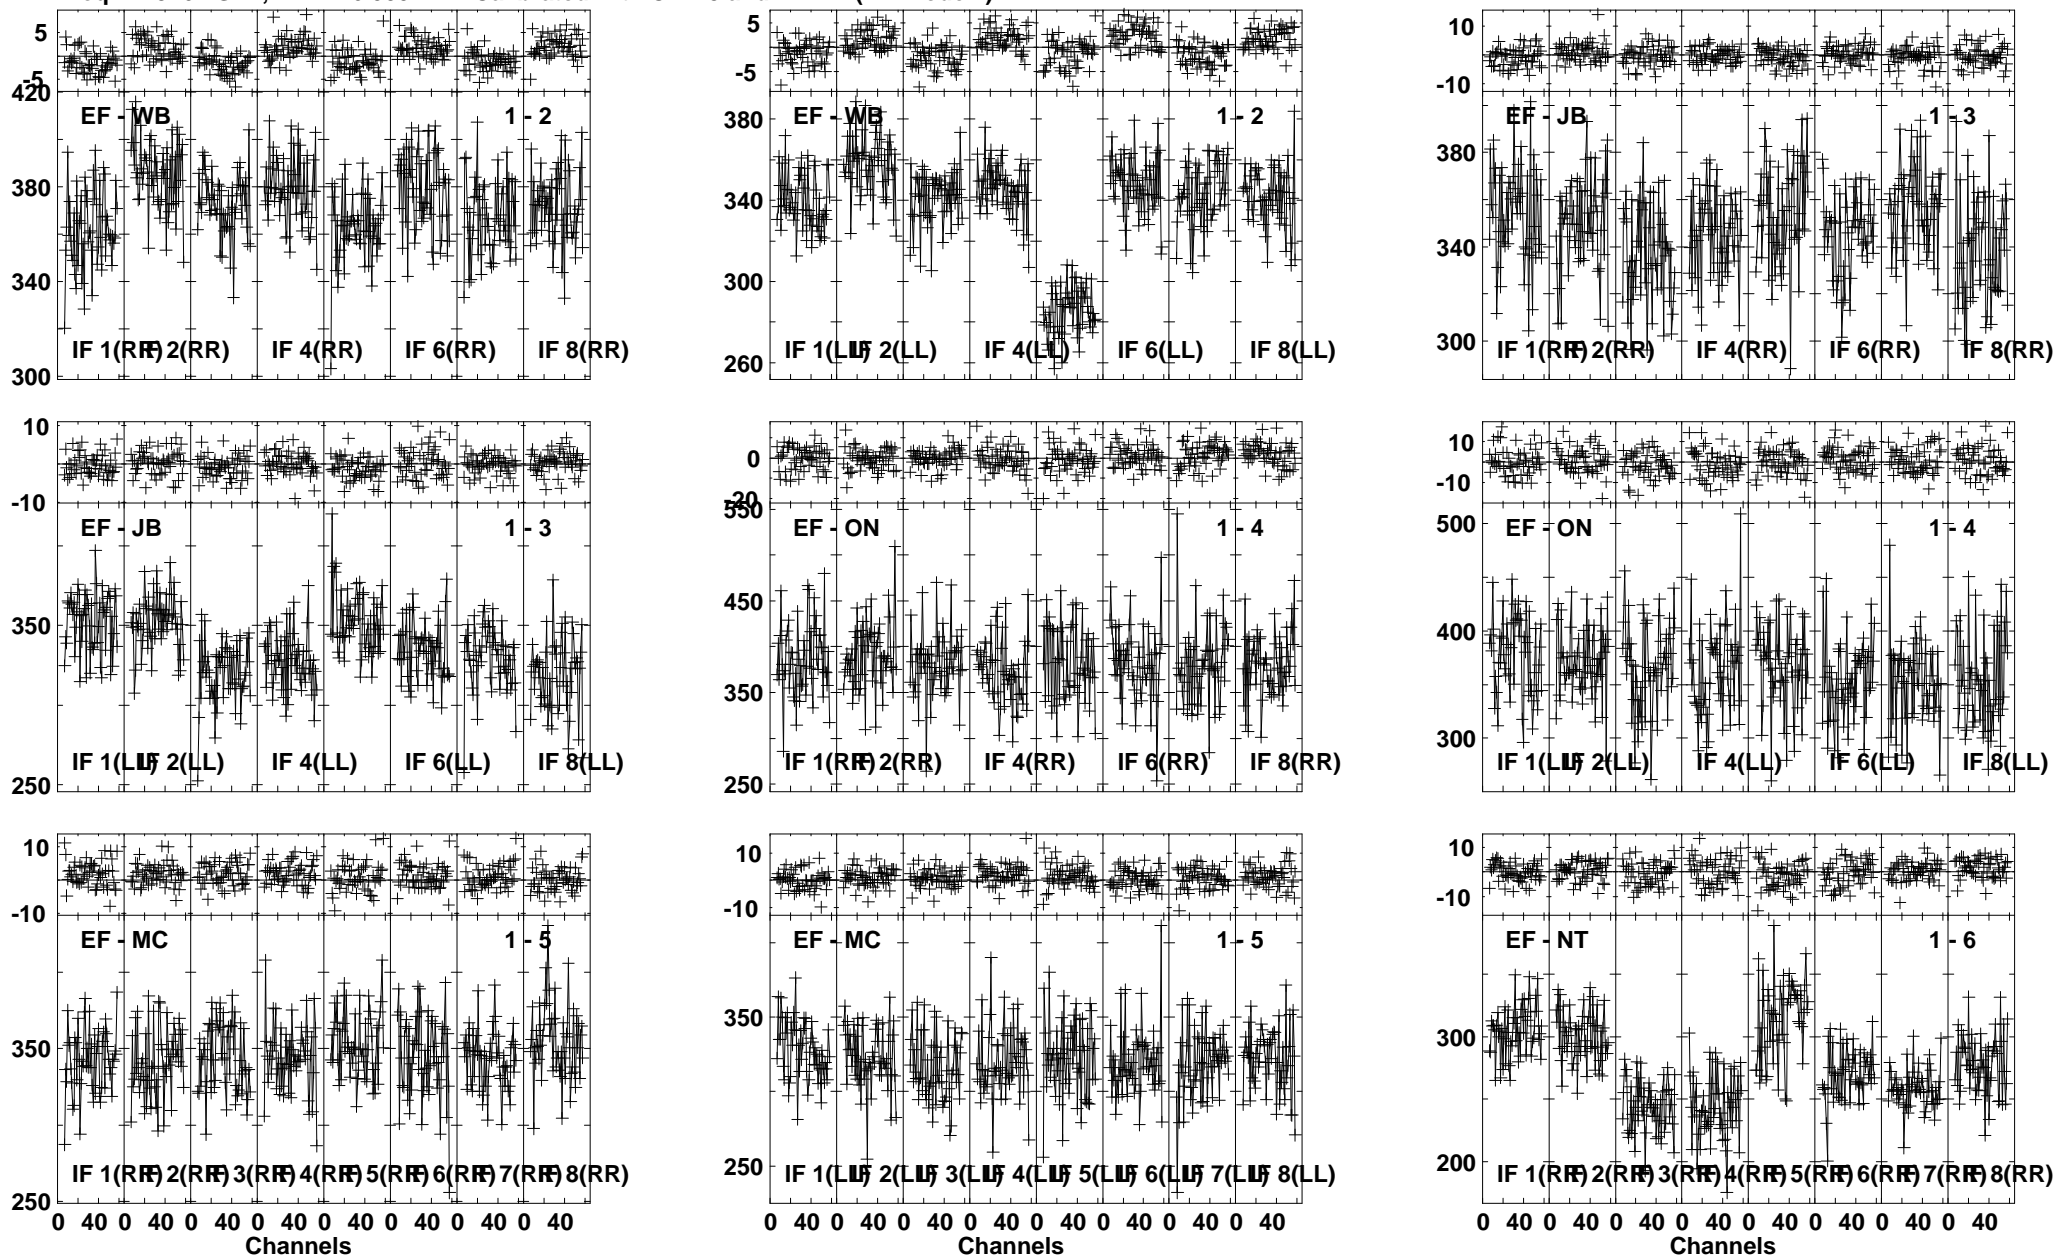 5 5 10
-5 -5 -10
420
EF - WB 1 - 2 EF - WB 1 - 2 EF - JB 1 - 3
380 380 380
340 340 340
300 300 300
260
IF 1(RR) IF 2(RR) IF 4(RR) IF 6(RR) IF 8(RR)
IF 1(LL) IF 2(LL) IF 4(LL) IF 6(LL) IF 8(LL)
IF 1(RR) IF 2(RR) IF 4(RR) IF 6(RR) IF 8(RR)
10 0 10
-10 -20 -10
EF - JB 1 - 3 EF - ON 1 - 4 EF - ON 1 - 4
350 550 500
250 450 400
350 300
250
IF 1(LL) IF 2(LL) IF 4(LL) IF 6(LL) IF 8(LL)
IF 1(RR) IF 2(RR) IF 4(RR) IF 6(RR) IF 8(RR)
IF 1(LL) IF 2(LL) IF 4(LL) IF 6(LL) IF 8(LL)
10 10 10
-10 -10 -10
EF - MC 1 - 5 EF - MC 1 - 5 EF - NT 1 - 6
350 350 300
250 250 200
IF 1(RR) IF 2(RR) IF 3(RR) IF 4(RR) IF 5(RR) IF 6(RR) IF 7(RR) IF 8(RR)
IF 1(LL) IF 2(LL) IF 3(LL) IF 4(LL) IF 5(LL) IF 6(LL) IF 7(LL) IF 8(LL)
IF 1(RR) IF 2(RR) IF 3(RR) IF 4(RR) IF 5(RR) IF 6(RR) IF 7(RR) IF 8(RR)
0 40 0 40 0 40 0 40 0 40 0 40 0 40 0 40
0 40 0 40 0 40 0 40 0 40 0 40 0 40 0 40
0 40 0 40 0 40 0 40 0 40 0 40 0 40 0 40
Channels Channels Channels